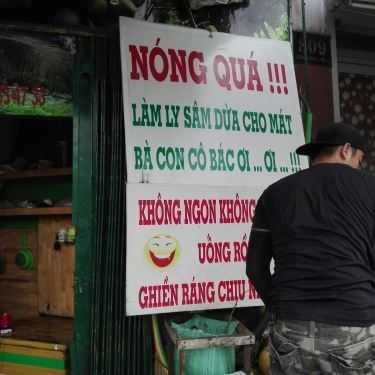 NÓNG QUÁ !!!
LÀM LY SÂM DỪA CHO MÁT
BÀ CON CÔ BÁC ƠI ... ƠI ... !!!
KHÔNG NGON KHÔNG
UỐNG RỒ
GHIỀN RÁNG CHỊU
809